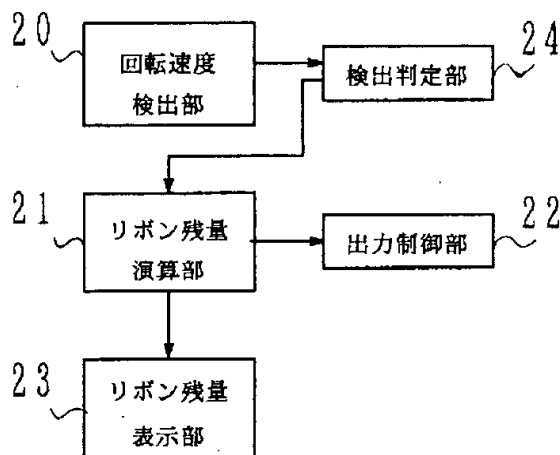 20
回転速度
検出部
24
検出判定部
21
リボン残量
演算部
22
出力制御部
23
リボン残量
表示部